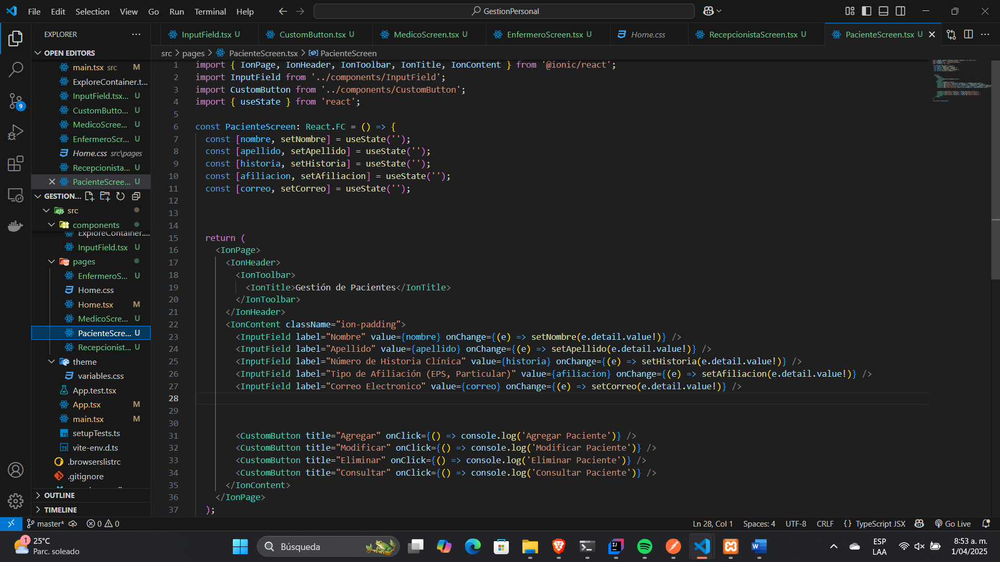 File Edit Selection View Go Run Terminal Help
GestionPersonal
EXPLORER
InputField.tsx U
CustomButton.tsx U
MedicoScreen.tsx U
EnfermeroScreen.tsx U
Home.css
RecepcionistaScreen.tsx U
PacienteScreen.tsx U
OPEN EDITORS
main.tsx src M
ExploreContainer.t...
InputField.tsx... U
CustomButto... U
MedicoScree... U
EnfermeroScr... U
Home.css src\pages
Recepcionista... U
PacienteScree... U
GESTION...
src
components
ExploreContainer....
InputField.tsx U
pages
EnfermeroS... U
Home.css
Home.tsx M
MedicoScre... U
PacienteScre... U
Recepcionist... U
theme
variables.css
App.test.tsx
App.tsx M
main.tsx M
setupTests.ts
vite-env.d.ts
.browserslistrc
.gitignore
OUTLINE
TIMELINE
9
src > pages > PacienteScreen.tsx > PacienteScreen
1 import { IonPage, IonHeader, IonToolbar, IonTitle, IonContent } from '@ionic/react';
2 import InputField from '../components/InputField';
3 import CustomButton from '../components/CustomButton';
4 import { useState } from 'react';
5
6 const PacienteScreen: React.FC = () => {
7 const [nombre, setNombre] = useState('');
8 const [apellido, setApellido] = useState('');
9 const [historia, setHistoria] = useState('');
10 const [afiliacion, setAfiliacion] = useState('');
11 const [correo, setCorreo] = useState('');
12
13
14
15 return (
16 <IonPage>
17 <IonHeader>
18 <IonToolbar>
19 <IonTitle>Gestión de Pacientes</IonTitle>
20 </IonToolbar>
21 </IonHeader>
22 <IonContent className="ion-padding">
23 <InputField label="Nombre" value={nombre} onChange={(e) => setNombre(e.detail.value!)} />
24 <InputField label="Apellido" value={apellido} onChange={(e) => setApellido(e.detail.value!)} />
25 <InputField label="Número de Historia Clínica" value={historia} onChange={(e) => setHistoria(e.detail.value!)} />
26 <InputField label="Tipo de Afiliación (EPS, Particular)" value={afiliacion} onChange={(e) => setAfiliacion(e.detail.value!)} />
27 <InputField label="Correo Electronico" value={correo} onChange={(e) => setCorreo(e.detail.value!)} />
28
29
30
31 <CustomButton title="Agregar" onClick={() => console.log('Agregar Paciente')} />
32 <CustomButton title="Modificar" onClick={() => console.log('Modificar Paciente')} />
33 <CustomButton title="Eliminar" onClick={() => console.log('Eliminar Paciente')} />
34 <CustomButton title="Consultar" onClick={() => console.log('Consultar Paciente')} />
35 </IonContent>
36 </IonPage>
37 );
master* 0 0
Ln 28, Col 1 Spaces: 4 UTF-8 CRLF {} TypeScript JSX Go Live
1
25°C
Parc. soleado
Búsqueda
ESP
LAA
8:53 a. m.
1/04/2025